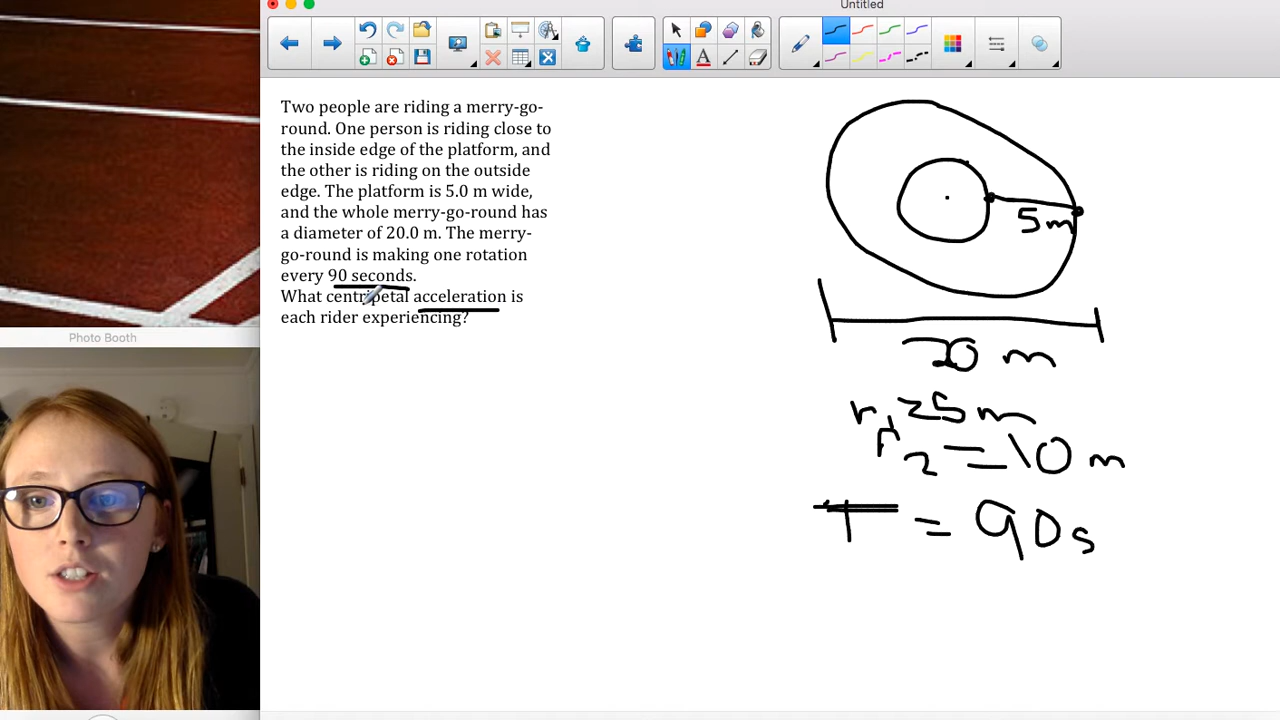 Untitled
Two people are riding a merry-go-
round. One person is riding close to
the inside edge of the platform, and
the other is riding on the outside
edge. The platform is 5.0 m wide,
and the whole merry-go-round has
a diameter of 20.0 m. The merry-
go-round is making one rotation
every 90 seconds.
What centripetal acceleration is
each rider experiencing?
Photo Booth
5m
20 m
r1=5m
r2=10m
T = 90s